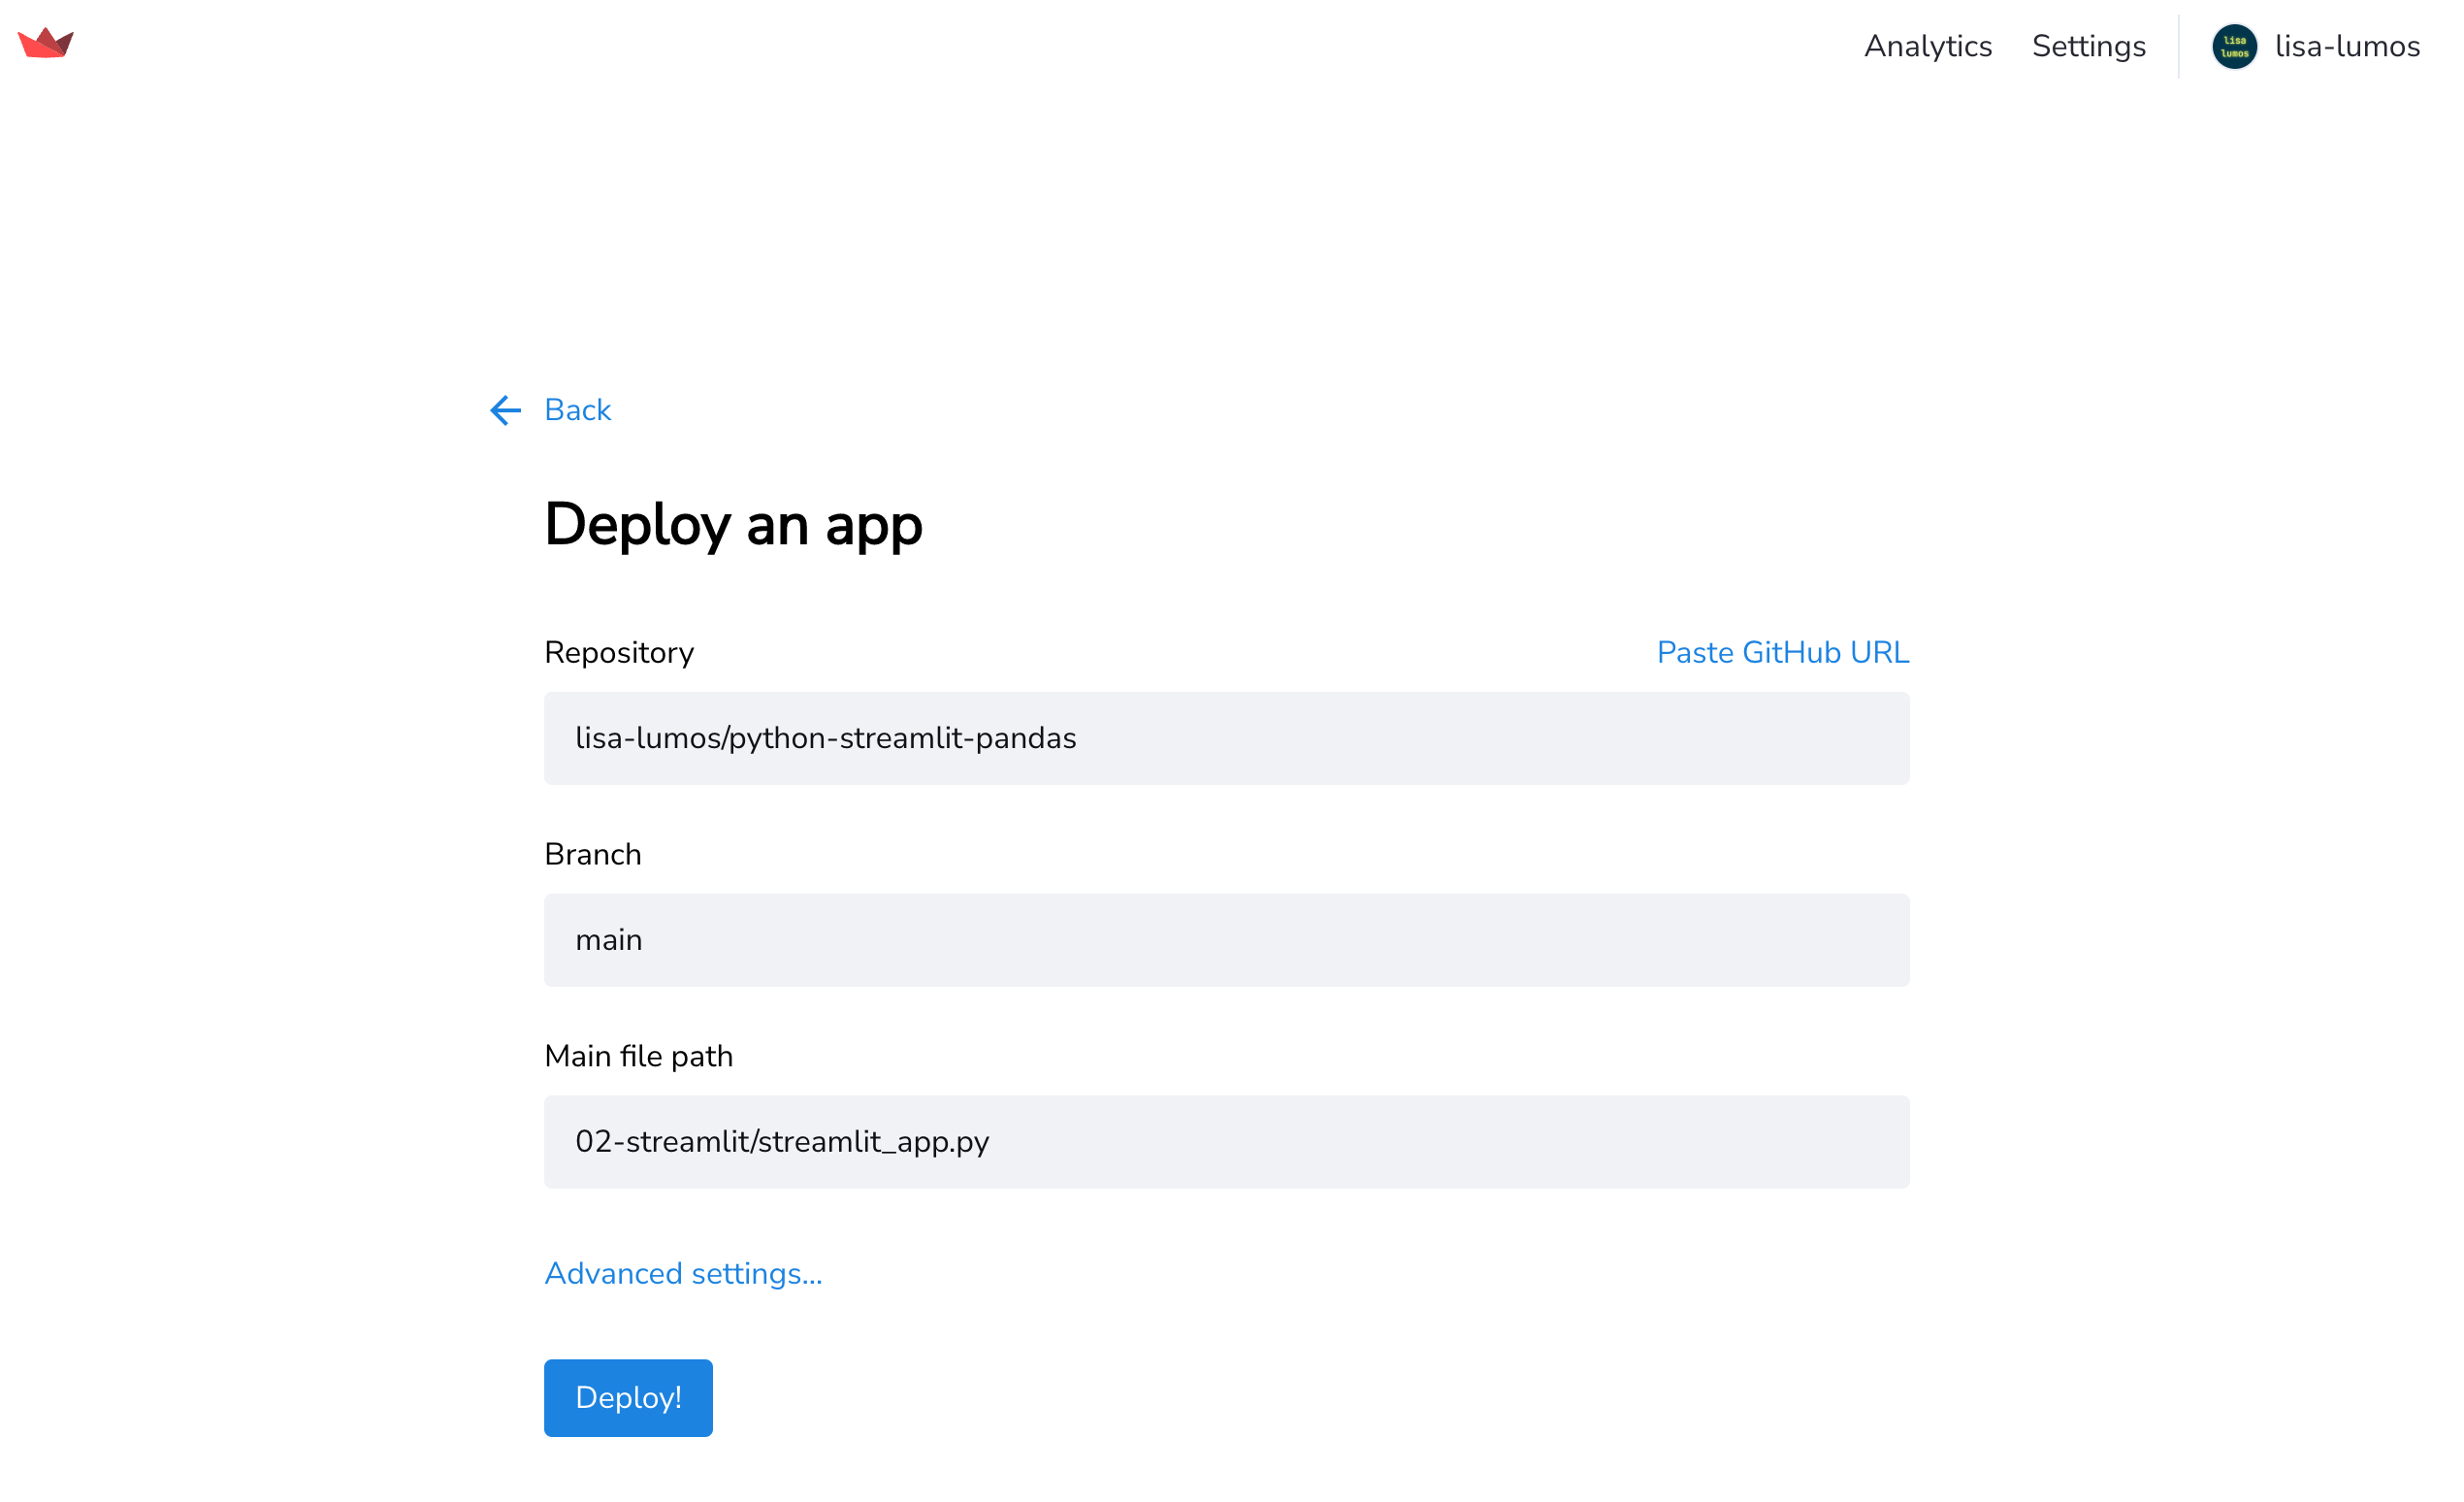 Analytics Settings lisa lumos lisa-lumos
Back
Deploy an app
Repository Paste GitHub URL
lisa-lumos/python-streamlit-pandas
Branch
main
Main file path
02-streamlit/streamlit_app.py
Advanced settings...
Deploy!